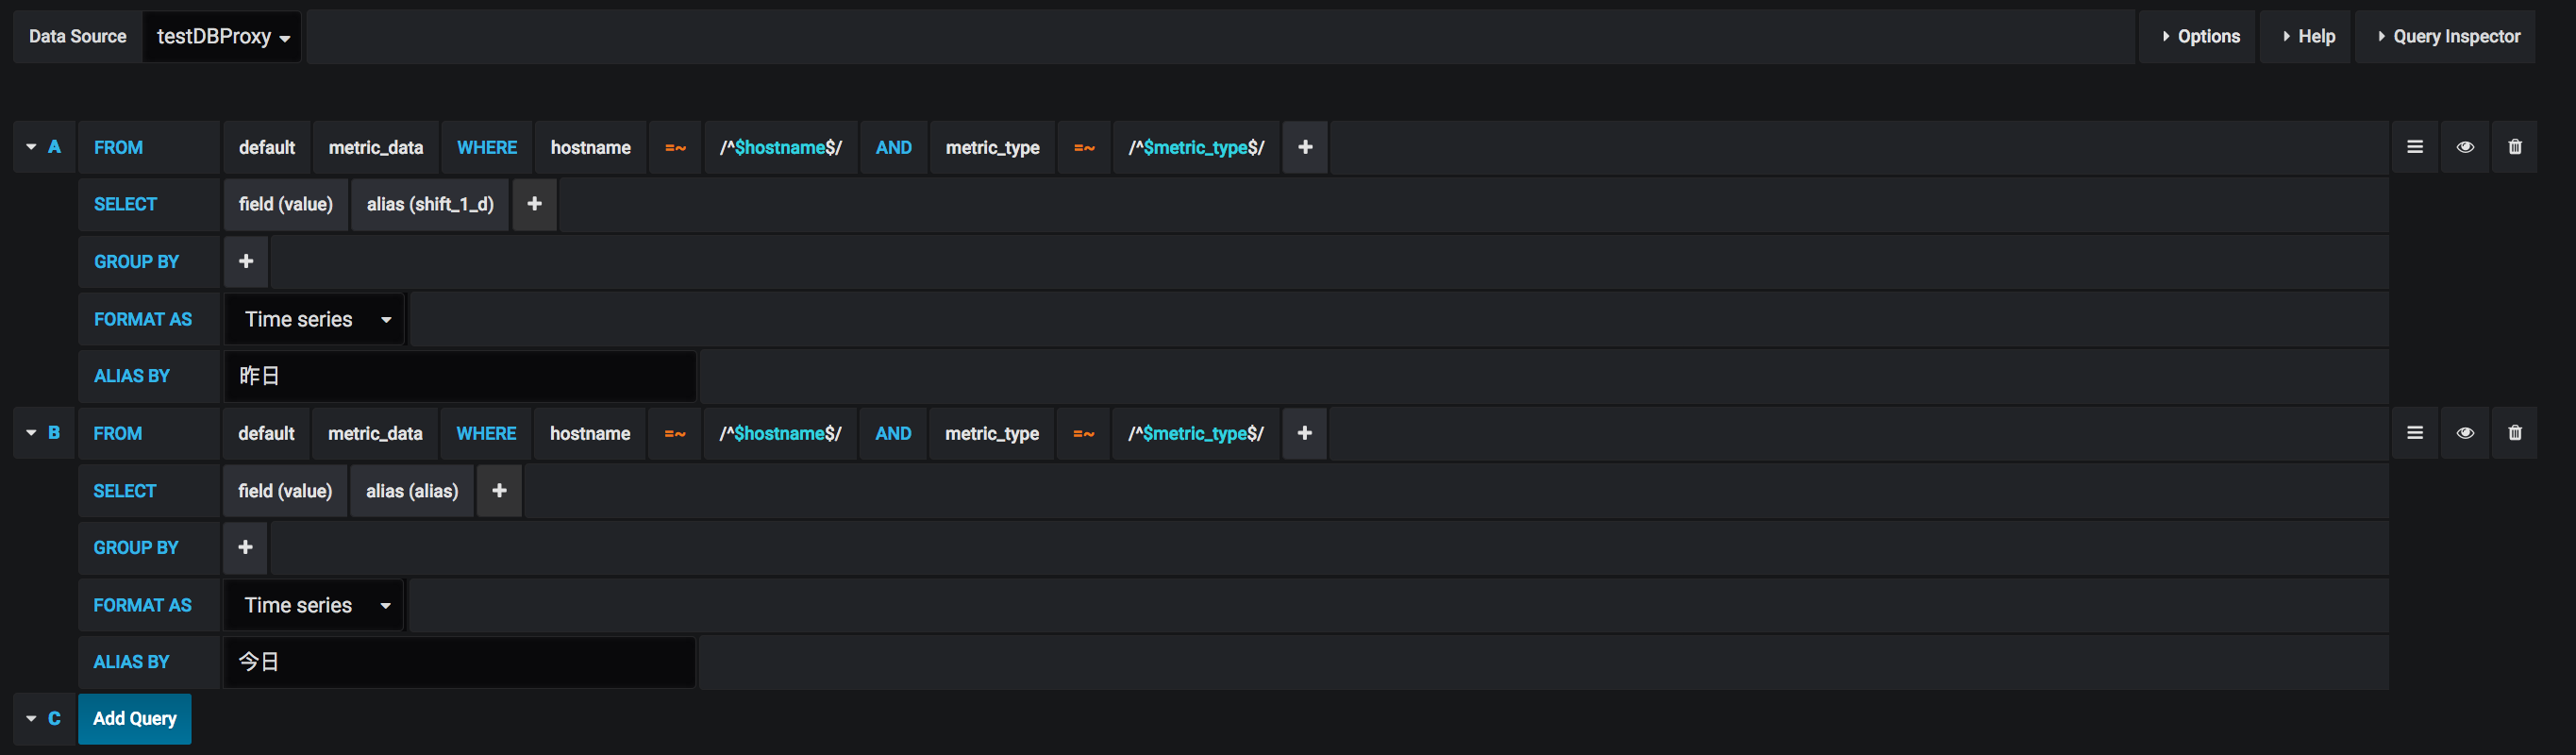 Data Source testDBProxy Options Help Query Inspector
A FROM default metric_data WHERE hostname =~ /^$hostname$/ AND metric_type =~ /^$metric_type$/ +
SELECT field (value) alias (shift_1_d) +
GROUP BY +
FORMAT AS Time series
ALIAS BY 昨日
B FROM default metric_data WHERE hostname =~ /^$hostname$/ AND metric_type =~ /^$metric_type$/ +
SELECT field (value) alias (alias) +
GROUP BY +
FORMAT AS Time series
ALIAS BY 今日
C Add Query